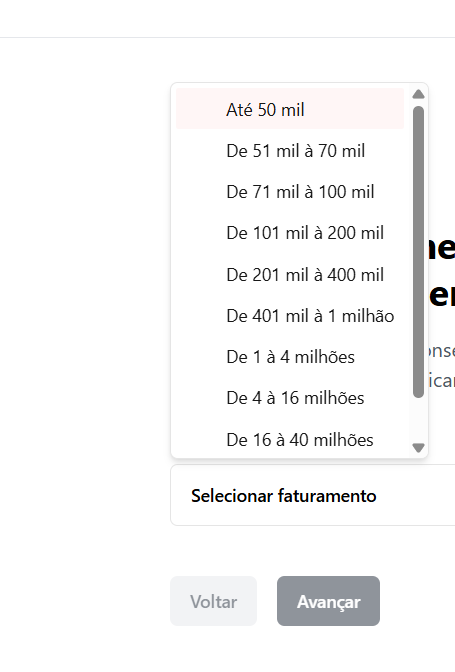 Até 50 mil
De 51 mil à 70 mil
De 71 mil à 100 mil
De 101 mil à 200 mil
De 201 mil à 400 mil
De 401 mil à 1 milhão
De 1 à 4 milhões
De 4 à 16 milhões
De 16 à 40 milhões
Selecionar faturamento
Voltar
Avançar